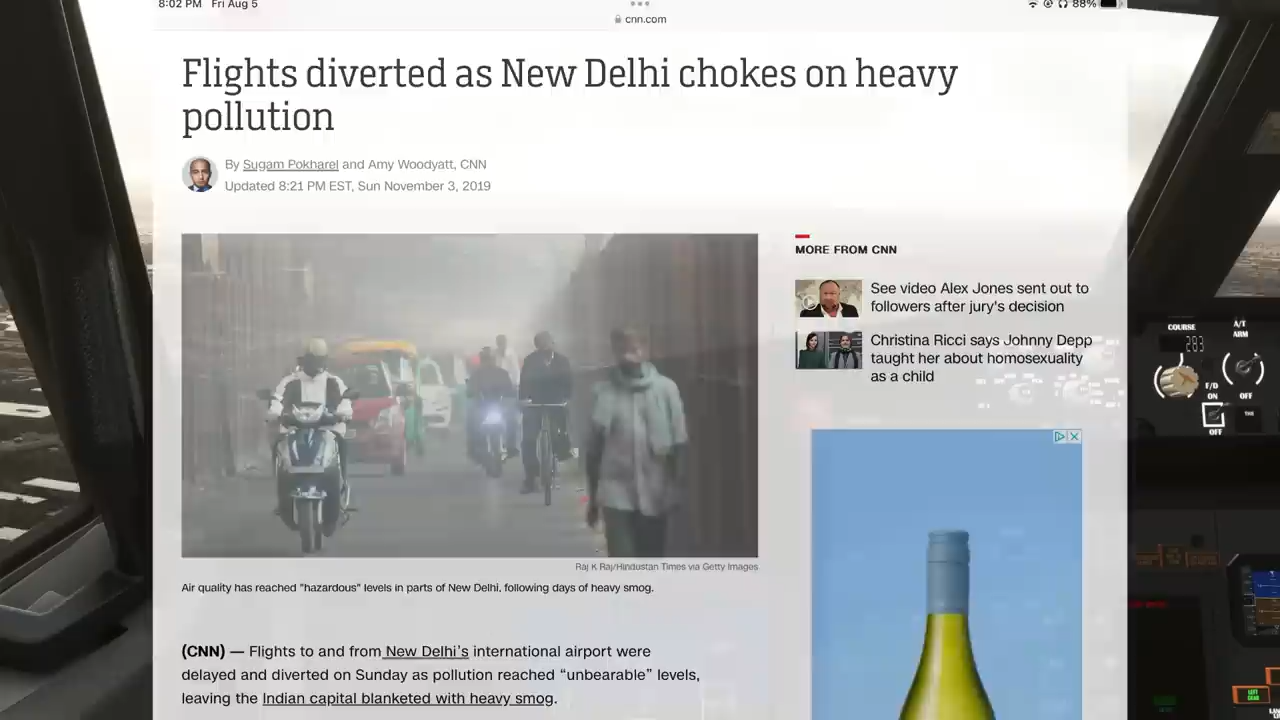 8:02 PM Fri Aug 5
88%
cnn.com
Flights diverted as New Delhi chokes on heavy
pollution
By Sugam Pokharel and Amy Woodyatt, CNN
Updated 8:21 PM EST, Sun November 3, 2019
MORE FROM CNN
See video Alex Jones sent out to
followers after jury's decision
Christina Ricci says Johnny Depp
taught her about homosexuality
as a child
Raj K Raj/Hindustan Times via Getty Images
Air quality has reached "hazardous" levels in parts of New Delhi, following days of heavy smog.
(CNN) — Flights to and from New Delhi's international airport were
delayed and diverted on Sunday as pollution reached “unbearable” levels,
leaving the Indian capital blanketed with heavy smog.
COURSE
A/T
ARM
F/D
ON
OFF
OFF